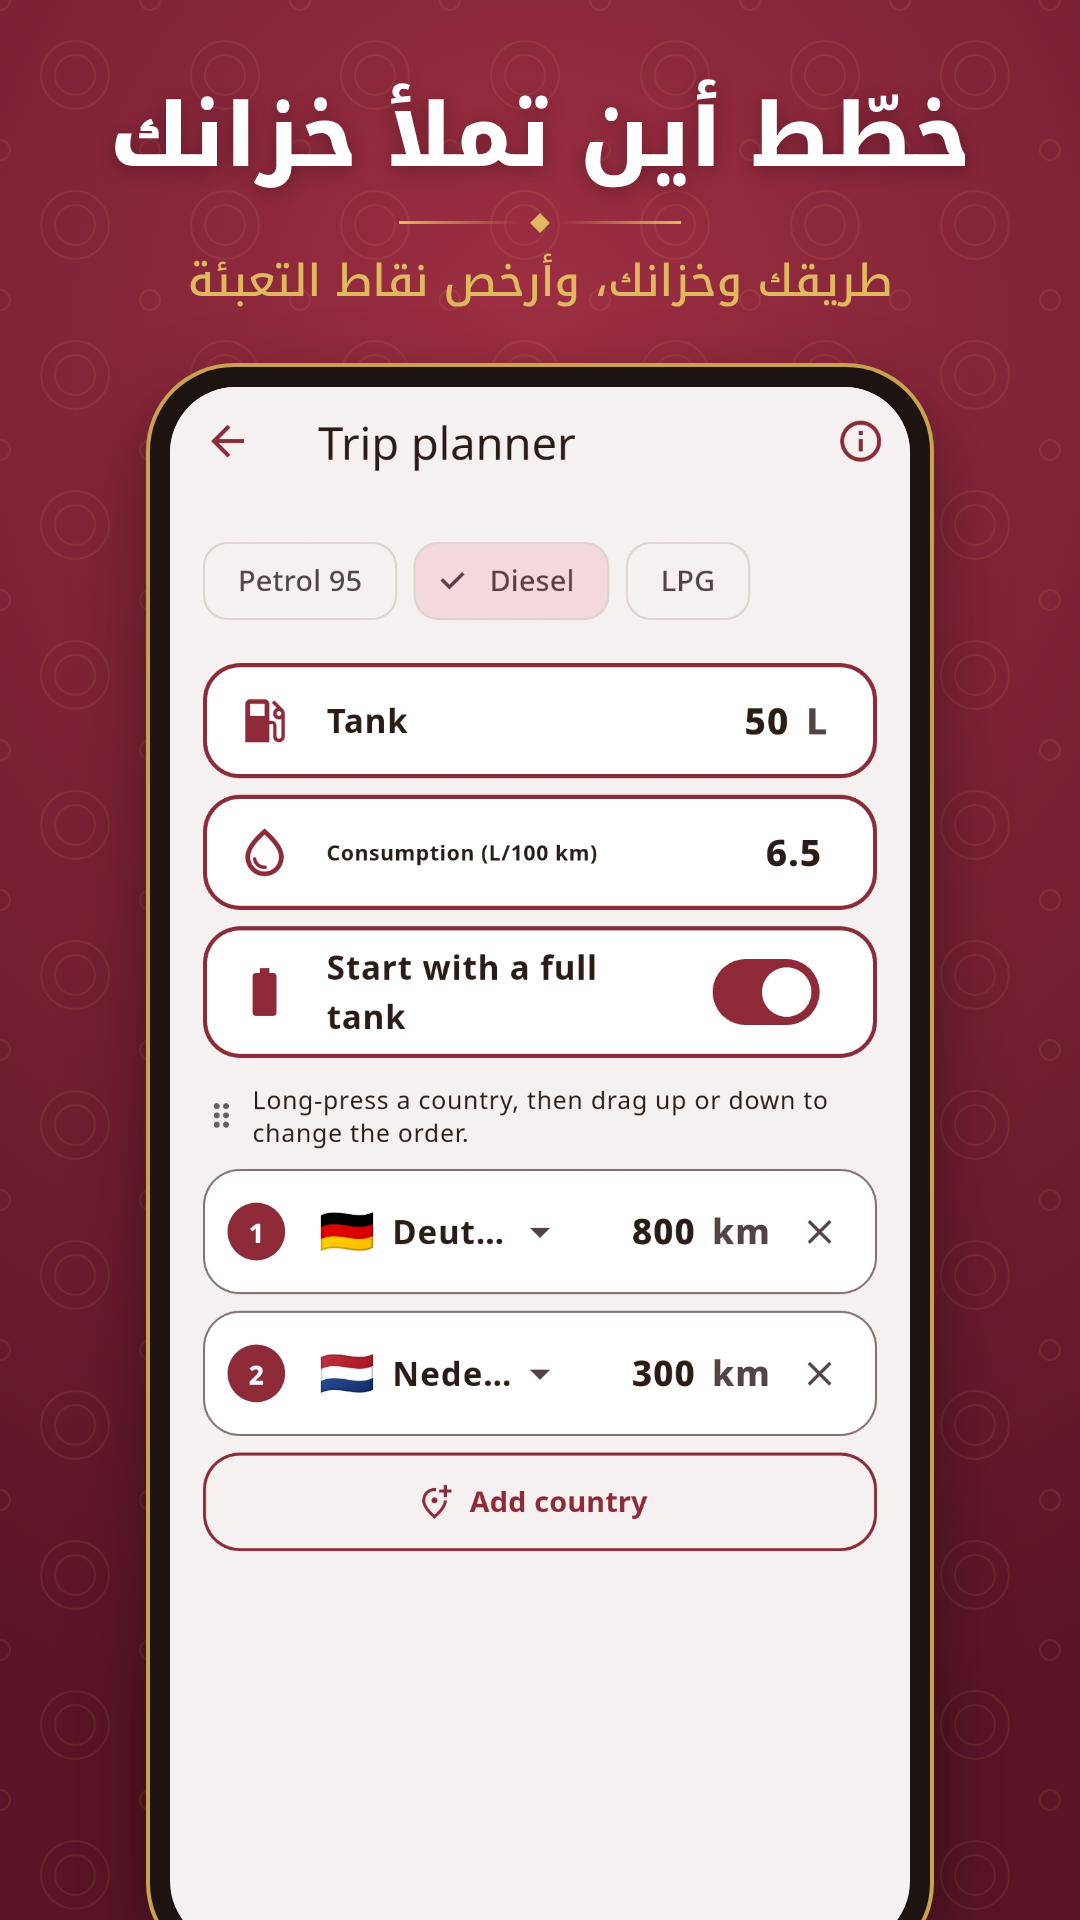 خطّط أين تملأ خزانك
طريقك وخزانك، وأرخص نقاط التعبئة
Trip planner
Petrol 95
Diesel
LPG
Tank
50 L
Consumption (L/100 km)
6.5
Start with a full
tank
Long-press a country, then drag up or down to
change the order.
1 Deut... 800 km
2 Nede... 300 km
Add country